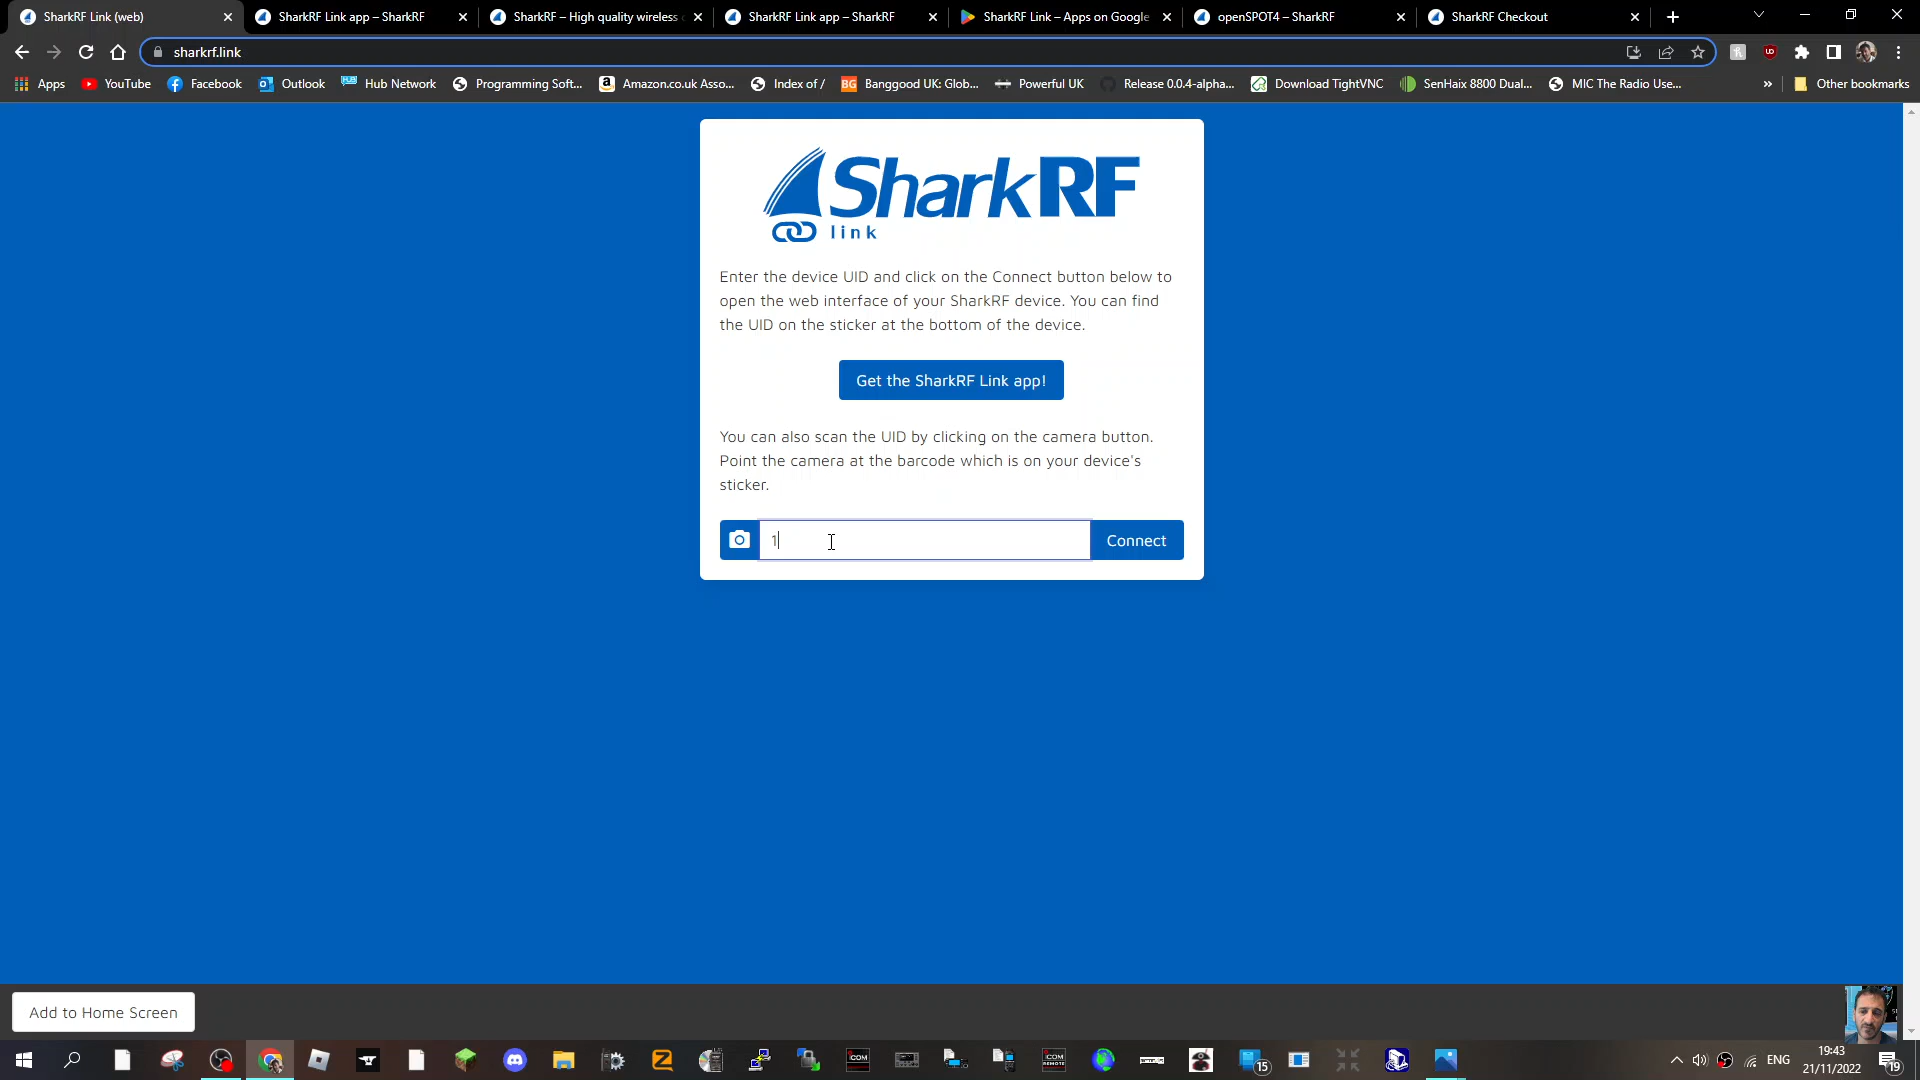 SharkRF Link (web)
SharkRF Link app – SharkRF
SharkRF – High quality wireless
SharkRF Link app – SharkRF
SharkRF Link – Apps on Google
openSPOT4 – SharkRF
SharkRF Checkout
sharkrf.link
Apps
YouTube
Facebook
Outlook
HUB
Hub Network
Programming Soft...
Amazon.co.uk Asso...
Index of /
BG
Banggood UK: Glob...
Powerful UK
Release 0.0.4-alpha...
Download TightVNC
SenHaix 8800 Dual...
MIC The Radio Use...
»
Other bookmarks
SharkRF
link
Enter the device UID and click on the Connect button below to
open the web interface of your SharkRF device. You can find
the UID on the sticker at the bottom of the device.
Get the SharkRF Link app!
You can also scan the UID by clicking on the camera button.
Point the camera at the barcode which is on your device's
sticker.
1
Connect
Add to Home Screen
15
ENG
19:43
21/11/2022
19